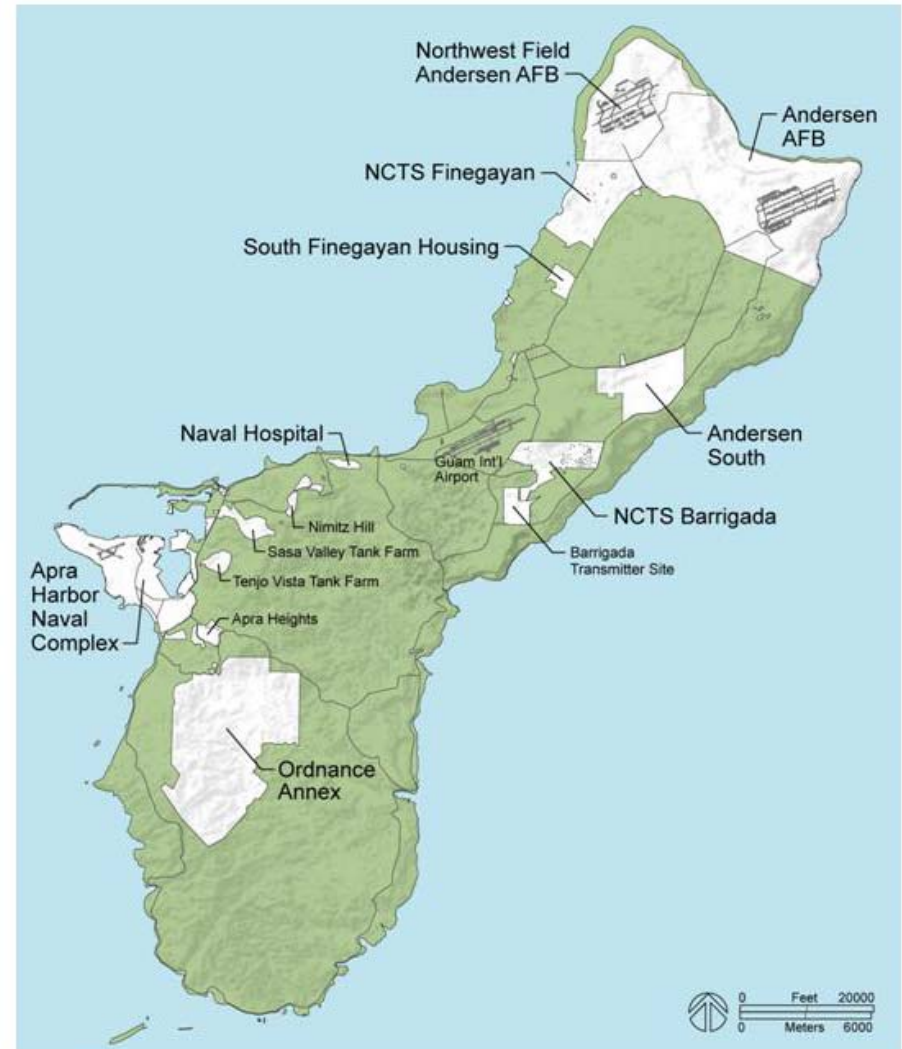 Northwest Field
Andersen AFB
Andersen
AFB
NCTS Finegayan
South Finegayan Housing
Andersen
South
Naval Hospital
Guam Int'l
Airport
NCTS Barrigada
Nimitz Hill
Sasa Valley Tank Farm
Barrigada
Transmitter Site
Tenjo Vista Tank Farm
Apra
Harbor
Naval
Complex
Apra Heights
Ordnance
Annex
0 Feet 20000
0 Meters 6000